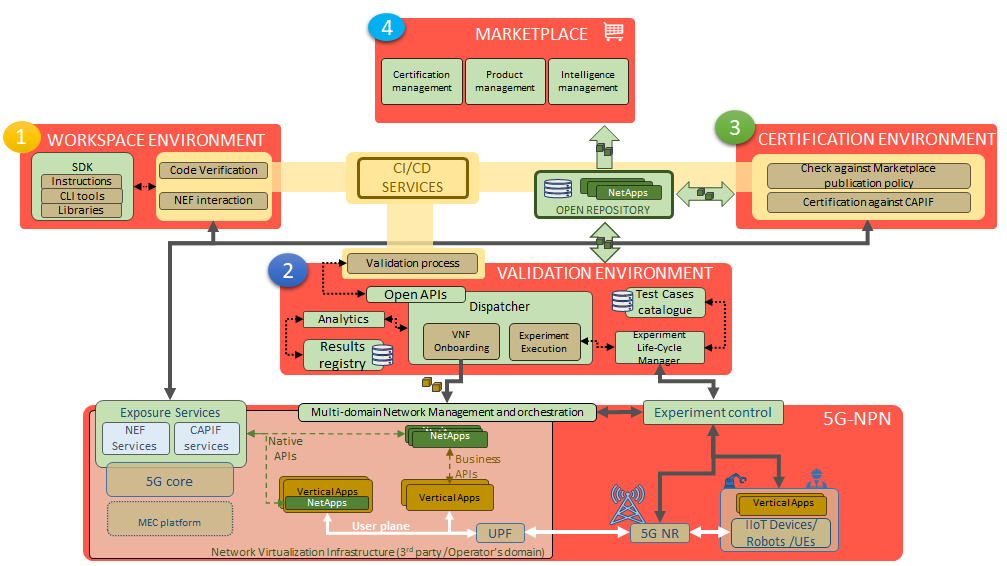 4
MARKETPLACE
Certification
management
Product
management
Intelligence
management
1
WORKSPACE ENVIRONMENT
SDK
Instructions
CLI tools
Libraries
Code Verification
NEF interaction
CI/CD
SERVICES
NetApps
OPEN REPOSITORY
3
CERTIFICATION ENVIRONMENT
Check against Marketplace
publication policy
Certification against CAPIF
2
Validation process
VALIDATION ENVIRONMENT
Open APIs
Dispatcher
Analytics
Results
registry
VNF
Onboarding
Experiment
Execution
Test Cases
catalogue
Experiment
Life-Cycle
Manager
Exposure Services
NEF
Services
CAPIF
services
5G core
MEC platform
Multi-domain Network Management and orchestration
Experiment control
5G-NPN
Native
APIs
NetApps
Business
APIs
Vertical Apps
NetApps
Vertical Apps
User plane
UPF
5G NR
Vertical Apps
IIoT Devices/
Robots /UEs
Network Virtualization Infrastructure (3rd party /Operator's domain)